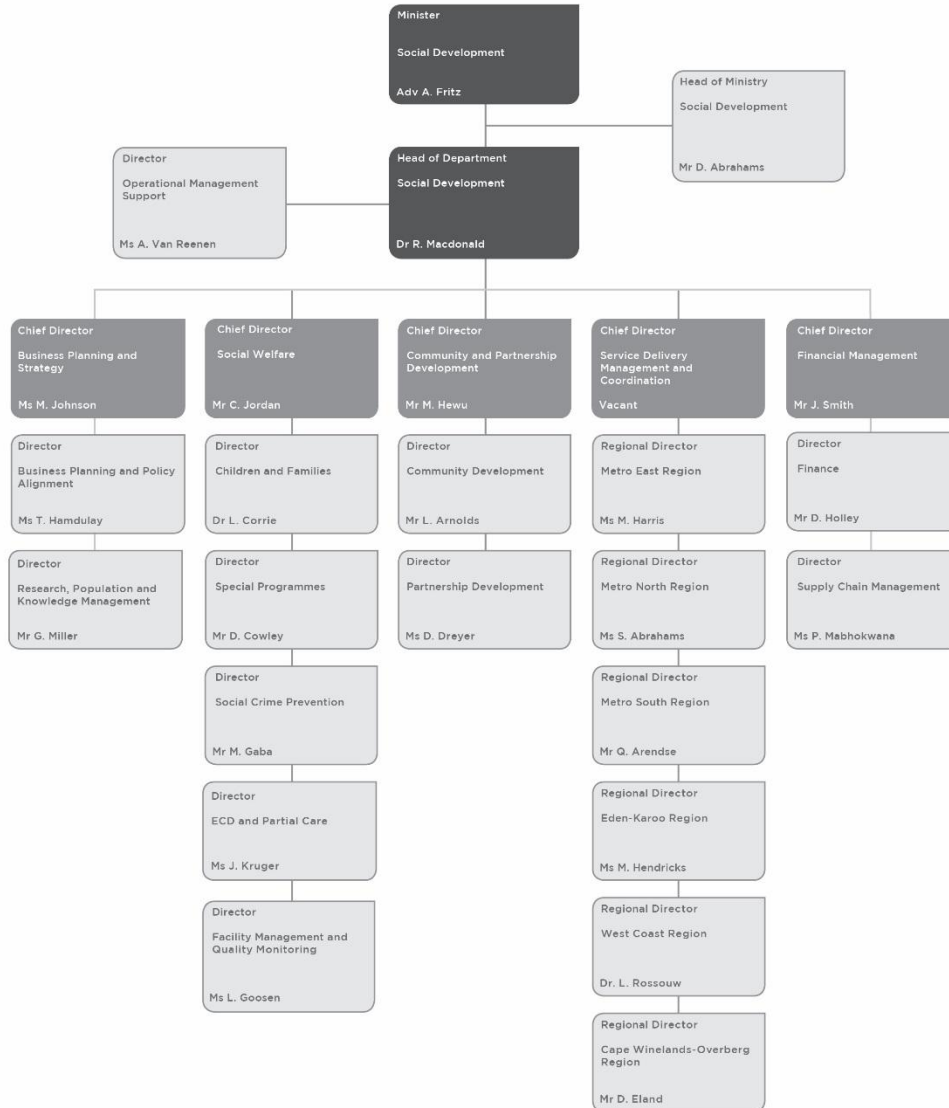 Minister
Social Development
Adv A. Fritz
Head of Ministry
Social Development
Mr D. Abrahams
Director
Operational Management
Support
Ms A. Van Reenen
Head of Department
Social Development
Dr R. Macdonald
Chief Director
Business Planning and
Strategy
Ms M. Johnson
Director
Business Planning and Policy
Alignment
Ms T. Hamdulay
Director
Research, Population and
Knowledge Management
Mr G. Miller
Chief Director
Social Welfare
Mr C. Jordan
Director
Children and Families
Dr L. Corrie
Director
Special Programmes
Mr D. Cowley
Director
Social Crime Prevention
Mr M. Gaba
Director
ECD and Partial Care
Ms J. Kruger
Director
Facility Management and
Quality Monitoring
Ms L. Goosen
Chief Director
Community and Partnership
Development
Mr M. Hewu
Director
Community Development
Mr L. Arnolds
Director
Partnership Development
Ms D. Dreyer
Chief Director
Service Delivery
Management and
Coordination
Vacant
Regional Director
Metro East Region
Ms M. Harris
Regional Director
Metro North Region
Ms S. Abrahams
Regional Director
Metro South Region
Mr Q. Arendse
Regional Director
Eden-Karoo Region
Ms M. Hendricks
Regional Director
West Coast Region
Dr. L. Rossouw
Regional Director
Cape Winelands-Overberg
Region
Mr D. Eland
Chief Director
Financial Management
Mr J. Smith
Director
Finance
Mr D. Holley
Director
Supply Chain Management
Ms P. Mabhokwana